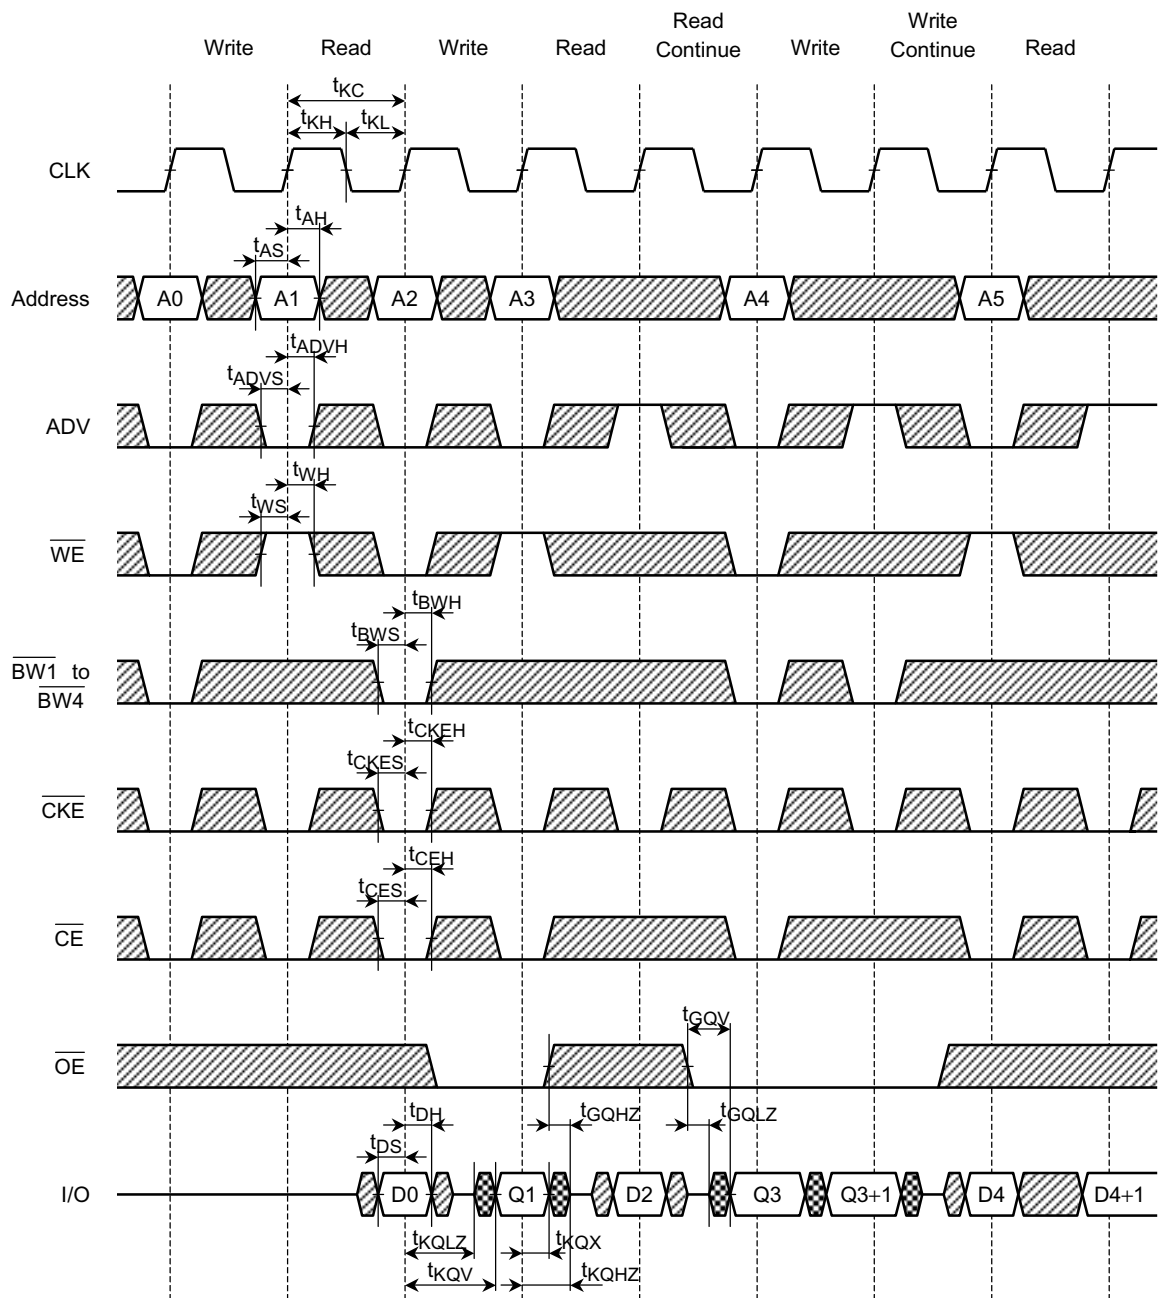 Write Read Write Read Read Continue Write Write Continue Read
tKC
tKH tKL
CLK
tAH
tAS
Address A0 A1 A2 A3 A4 A5
tADVH
tADVS
ADV
tWH
tWS
WE
tBWH
tBWS
BW1 to
BW4
tCKEH
tCKES
CKE
tCEH
tCES
CE
tGQV
OE
tDH tGQHZ tGQLZ
tDS
I/O D0 Q1 D2 Q3 Q3+1 D4 D4+1
tKQLZ tKQX
tKQV tKQHZ